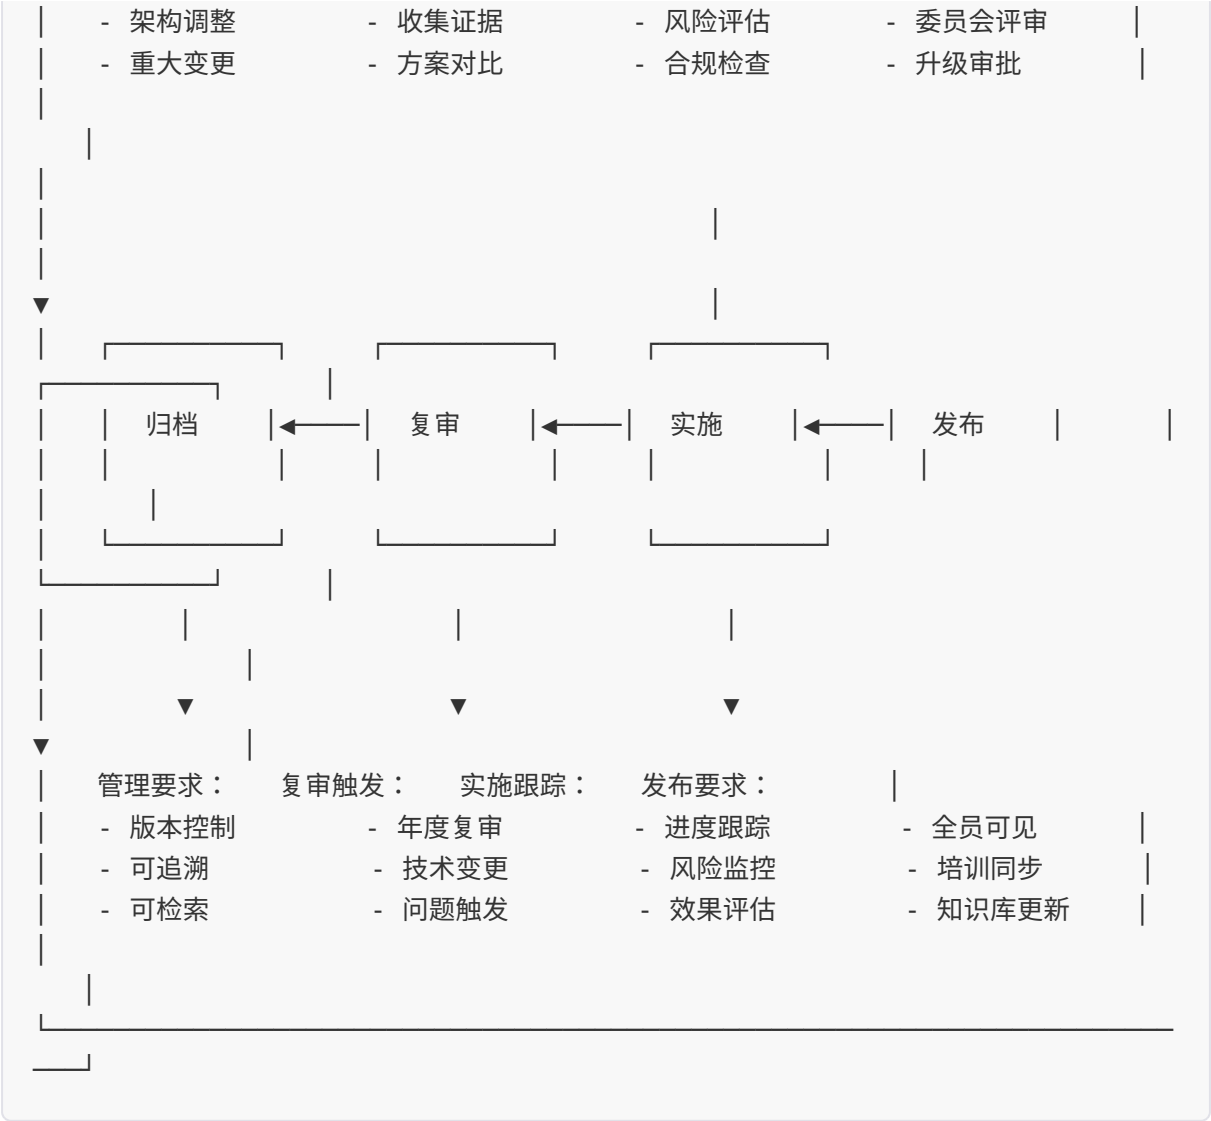 - 架构调整 - 收集证据 - 风险评估 - 委员会评审
- 重大变更 - 方案对比 - 合规检查 - 升级审批
归档 复审 实施 发布
管理要求： 复审触发： 实施跟踪： 发布要求：
- 版本控制 - 年度复审 - 进度跟踪 - 全员可见
- 可追溯 - 技术变更 - 风险监控 - 培训同步
- 可检索 - 问题触发 - 效果评估 - 知识库更新